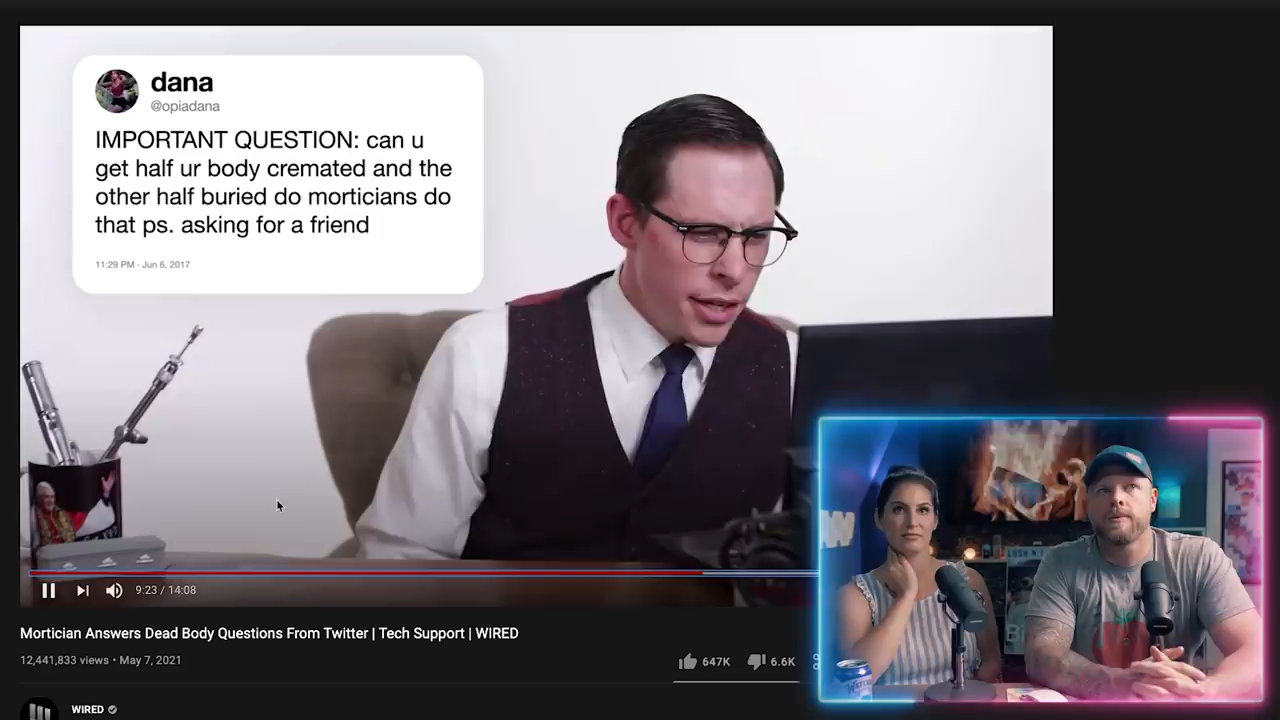 dana
@opiadana
IMPORTANT QUESTION: can u
get half ur body cremated and the
other half buried do morticians do
that ps. asking for a friend
11:29 PM · Jun 6, 2017
9:23 / 14:08
Mortician Answers Dead Body Questions From Twitter | Tech Support | WIRED
12,441,833 views • May 7, 2021
647K
6.6K
WIRED